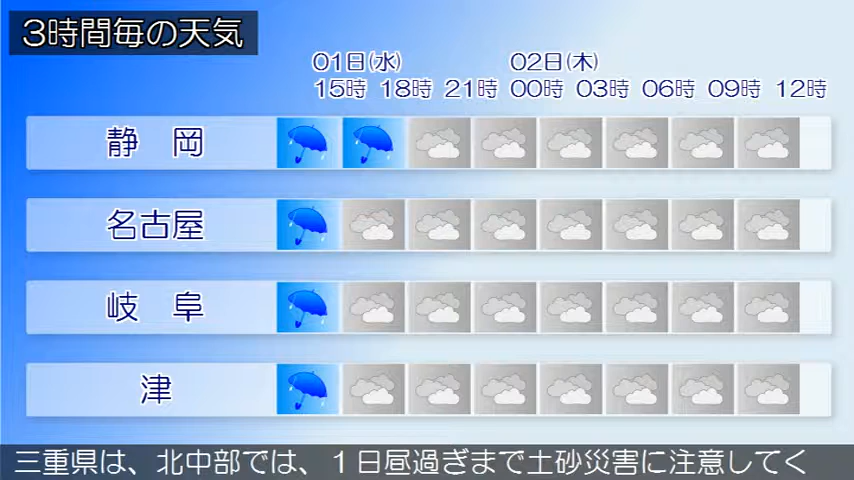 3時間毎の天気
01日(水) 02日(木)
15時 18時 21時 00時 03時 06時 09時 12時
静 岡
名古屋
岐 阜
津
三重県は、北中部では、1日昼過ぎまで土砂災害に注意してく